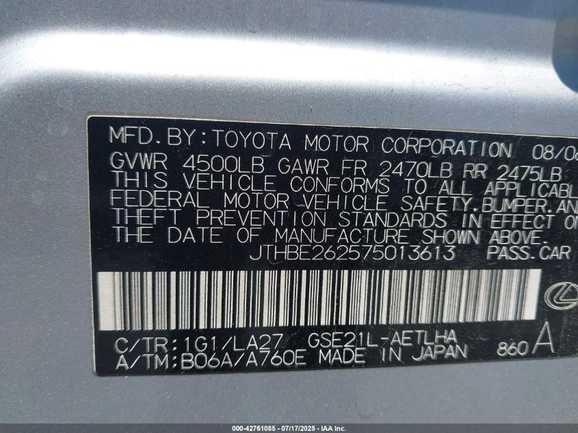 MFD. BY: TOYOTA MOTOR CORPORATION 08/06
GVWR 4500LB GAWR FR 2470LB RR 2475LB
THIS VEHICLE CONFORMS TO ALL APPLICABL
FEDERAL MOTOR VEHICLE SAFETY, BUMPER, AN
THEFT PREVENTION STANDARDS IN EFFECT O
THE DATE OF MANUFACTURE SHOWN ABOVE.
JTHBE262575013613 PASS. CAR
C/TR: 1G1/LA27 GSE21L-AETLHA
A/TM: B06A/A760E MADE IN JAPAN 860 A
000-42761085 - 07/17/2025 - IAA Inc.